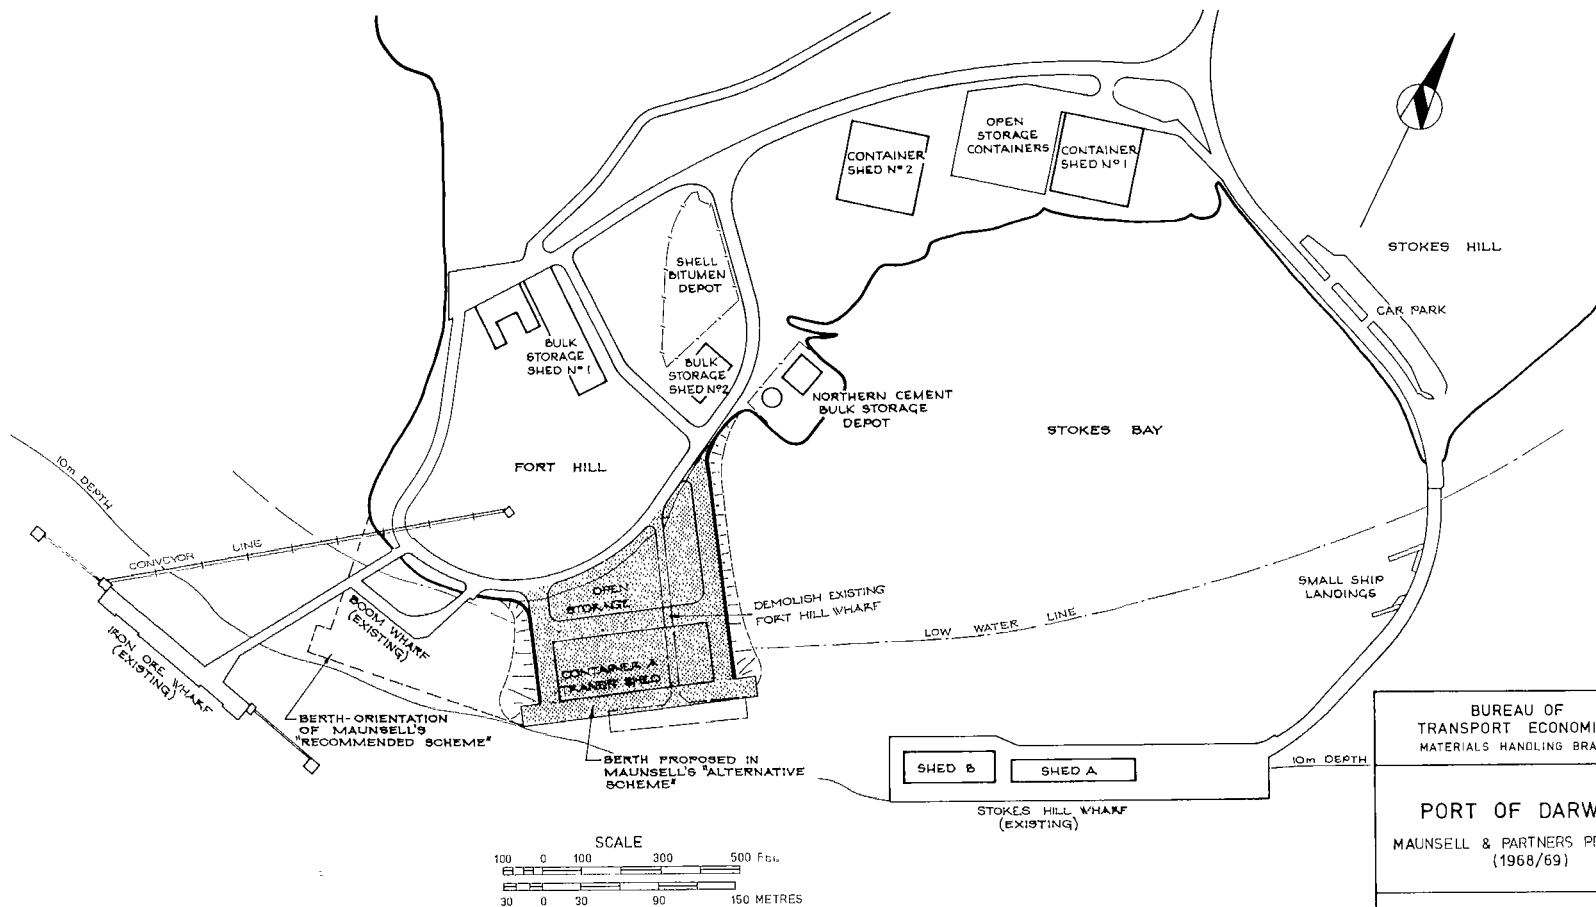 OPEN
STORAGE
CONTAINERS
CONTAINER
SHED Nº 1
CONTAINER
SHED Nº 2
STOKES HILL
SHELL
BITUMEN
DEPOT
CAR PARK
BULK
STORAGE
SHED Nº 1
BULK
STORAGE
SHED Nº 2
NORTHERN CEMENT
BULK STORAGE
DEPOT
STOKES BAY
FORT HILL
10m DEPTH
CONVEYOR LINE
SMALL SHIP
LANDINGS
OPEN
STORAGE
DEMOLISH EXISTING
FORT HILL WHARF
LOW WATER LINE
BOOM WHARF
(EXISTING)
IRON ORE WHARF
(EXISTING)
CONTAINER &
TRANSIT SHED
BERTH-ORIENTATION
OF MAUNSELL'S
"RECOMMENDED SCHEME"
BERTH PROPOSED IN
MAUNSELL'S "ALTERNATIVE
SCHEME"
SHED B
SHED A
10m DEPTH
STOKES HILL WHARF
(EXISTING)
SCALE
100 0 100 300 500
30 0 30 90 150 METRES
BUREAU OF
TRANSPORT ECONOMI
MATERIALS HANDLING BRA
PORT OF DARW
MAUNSELL & PARTNERS P
(1968/69)